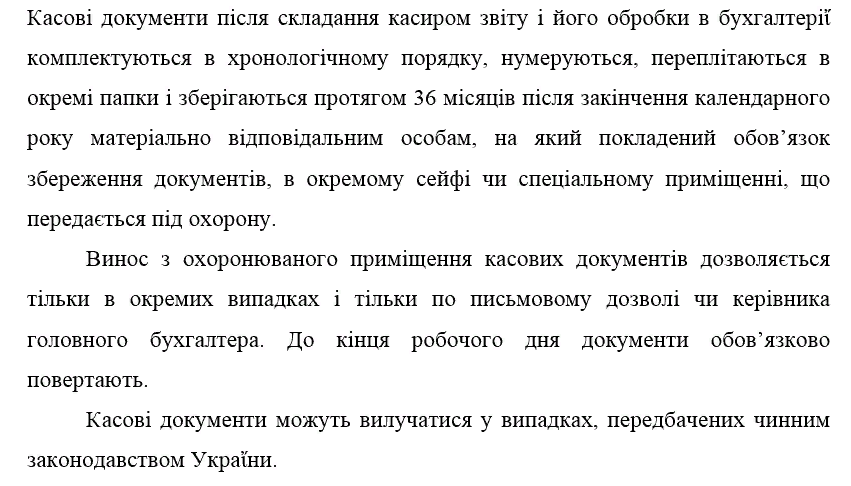 Касові документи після складання касиром звіту і його обробки в бухгалтерії
комплектуються в хронологічному порядку, нумеруються, переплітаються в
окремі папки і зберігаються протягом 36 місяців після закінчення календарного
року матеріально відповідальним особам, на який покладений обов’язок
збереження документів, в окремому сейфі чи спеціальному приміщенні, що
передається під охорону.
Винос з охоронюваного приміщення касових документів дозволяється
тільки в окремих випадках і тільки по письмовому дозволі чи керівника
головного бухгалтера. До кінця робочого дня документи обов’язково
повертають.
Касові документи можуть вилучатися у випадках, передбачених чинним
законодавством України.